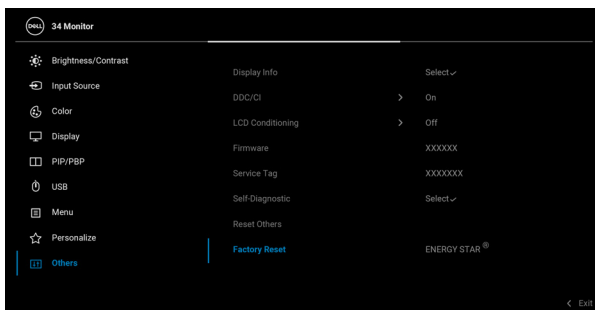 DELL 34 Monitor
Brightness/Contrast
Input Source
Color
Display
PIP/PBP
USB
Menu
Personalize
Others
Display Info Select
DDC/CI > On
LCD Conditioning > Off
Firmware XXXXXX
Service Tag XXXXXXX
Self-Diagnostic Select
Reset Others
Factory Reset ENERGY STAR ®
< Exit